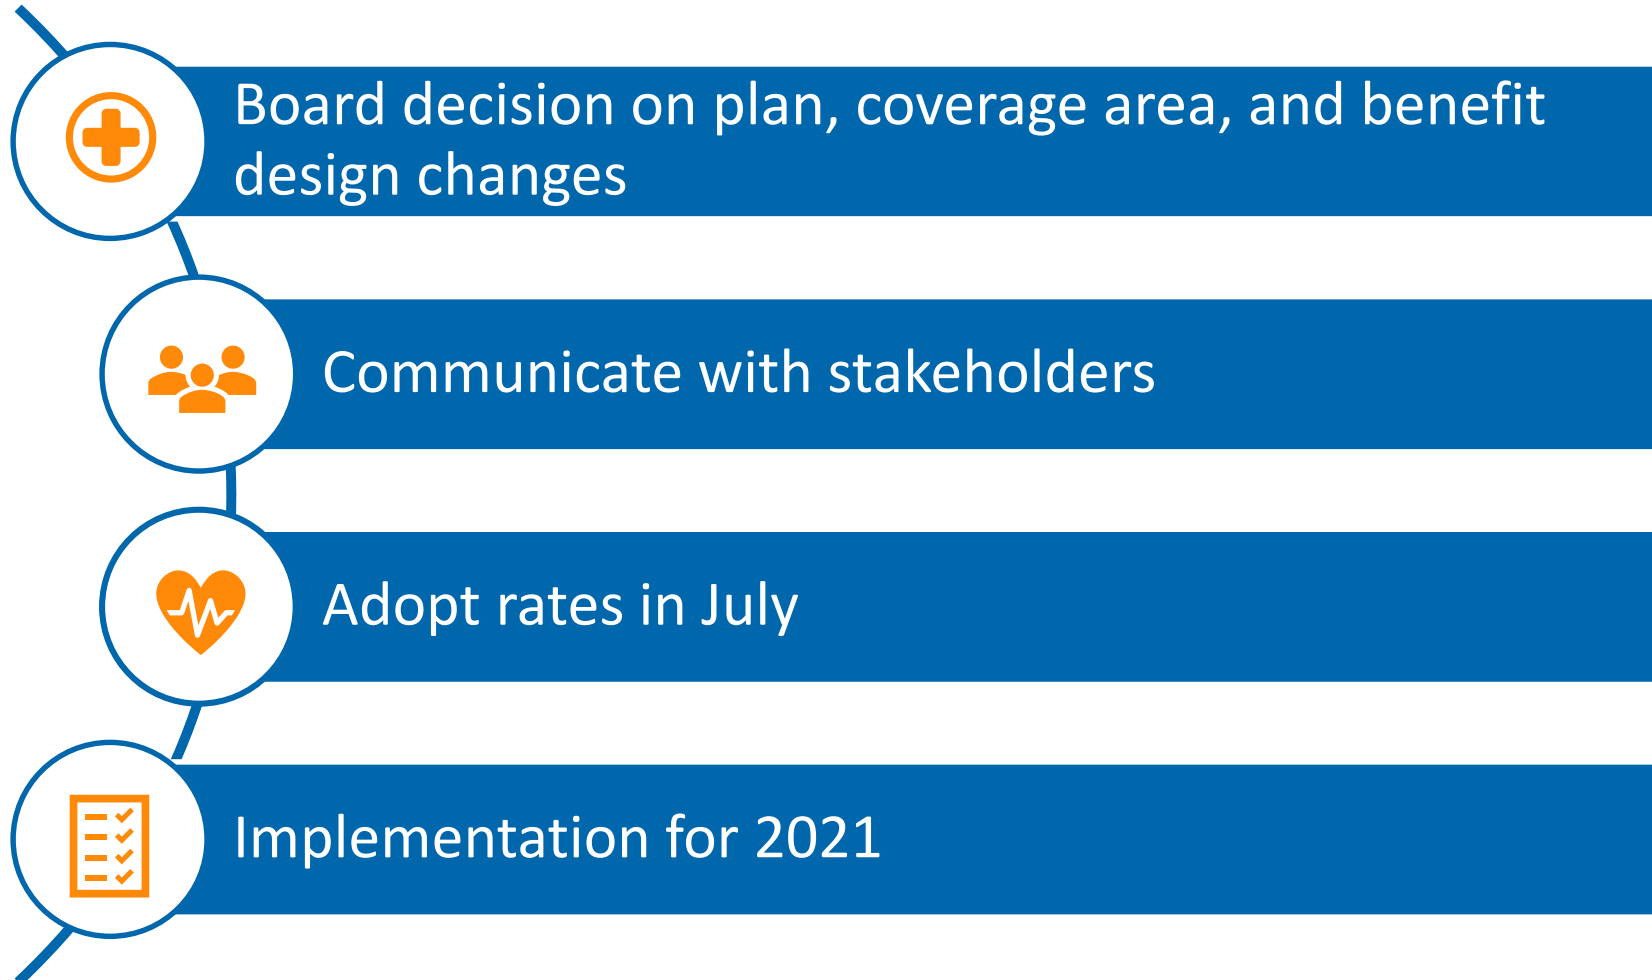 Board decision on plan, coverage area, and benefit
design changes
Communicate with stakeholders
Adopt rates in July
Implementation for 2021